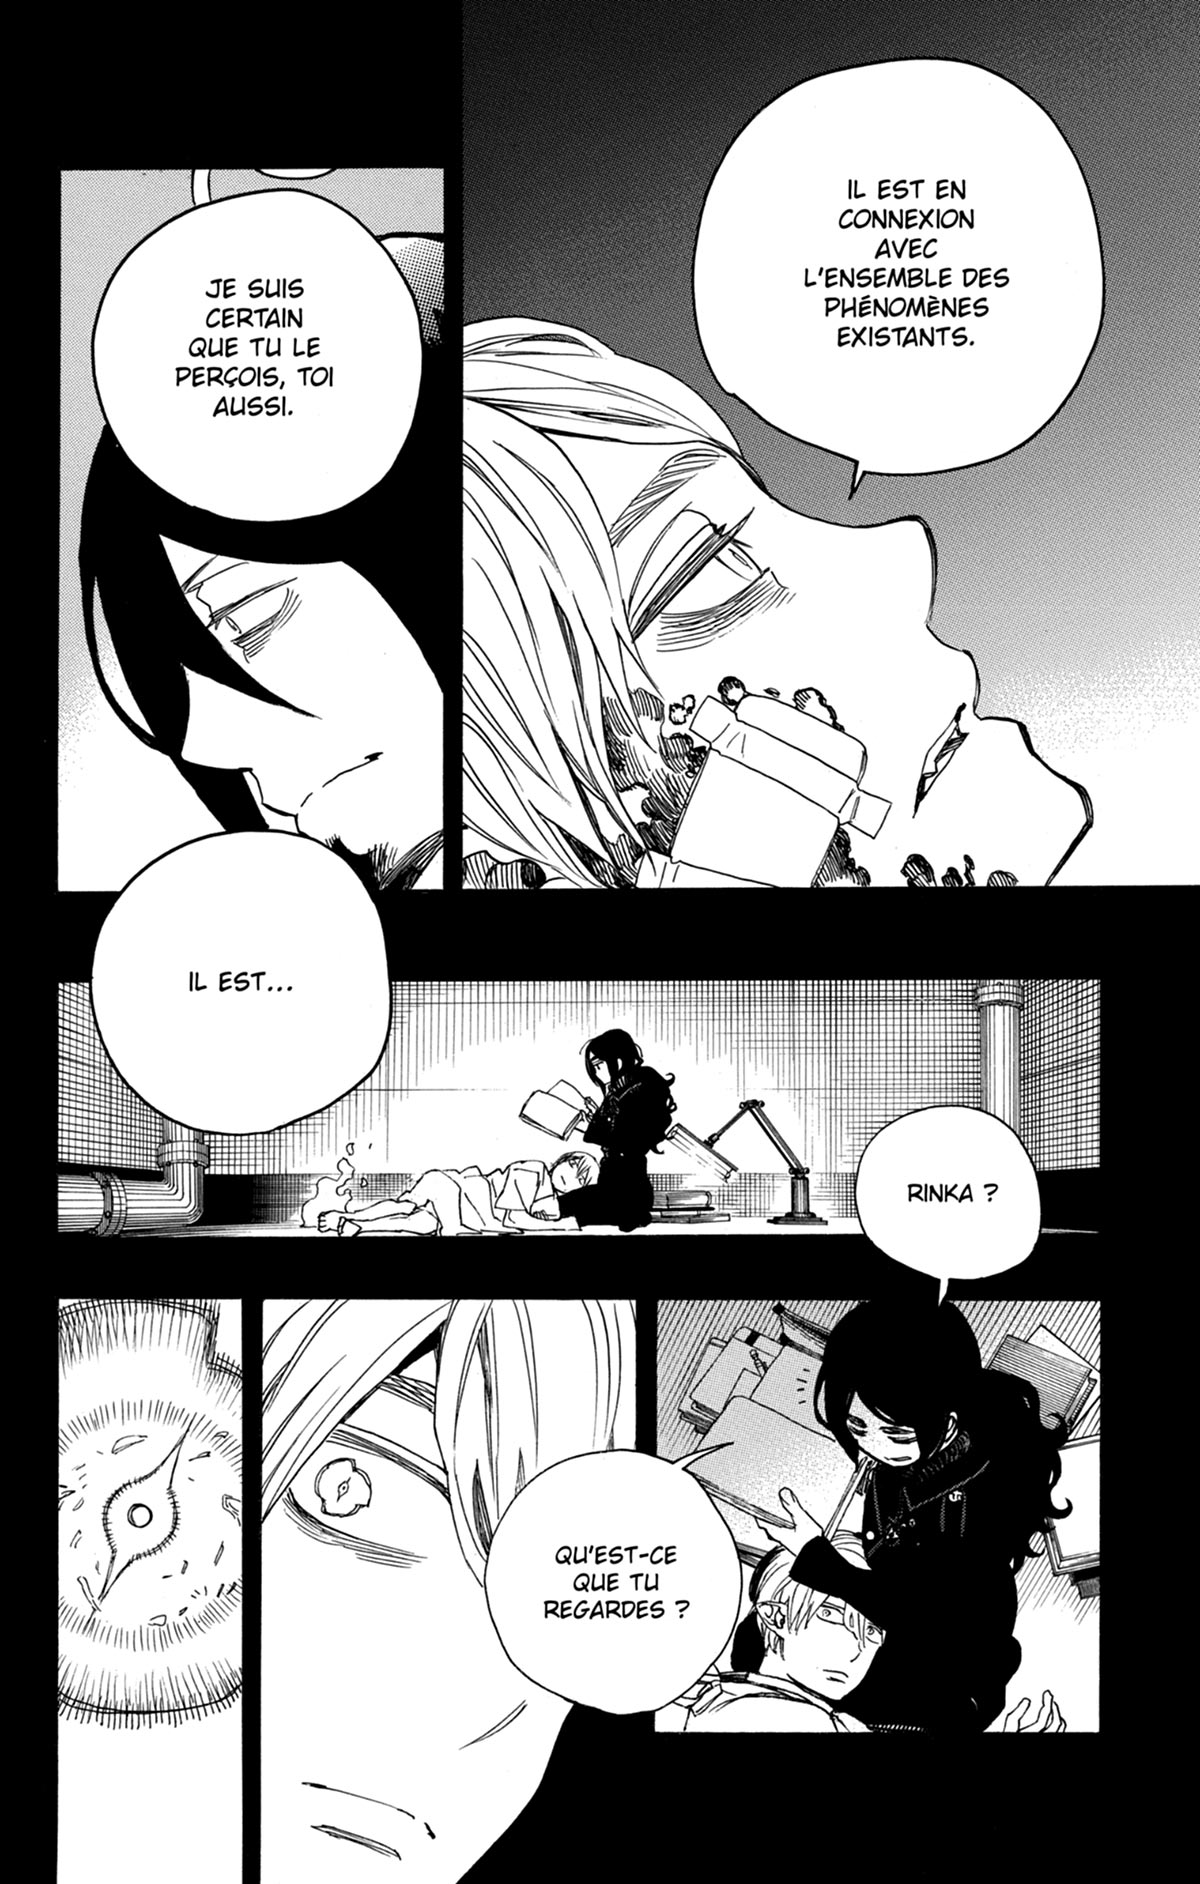 IL EST EN
CONNEXION
AVEC
L'ENSEMBLE DES
PHÉNOMÈNES
EXISTANTS.
JE SUIS
CERTAIN
QUE TU LE
PERÇOIS, TOI
AUSSI.
IL EST...
RINKA ?
QU'EST-CE
QUE TU
REGARDES ?